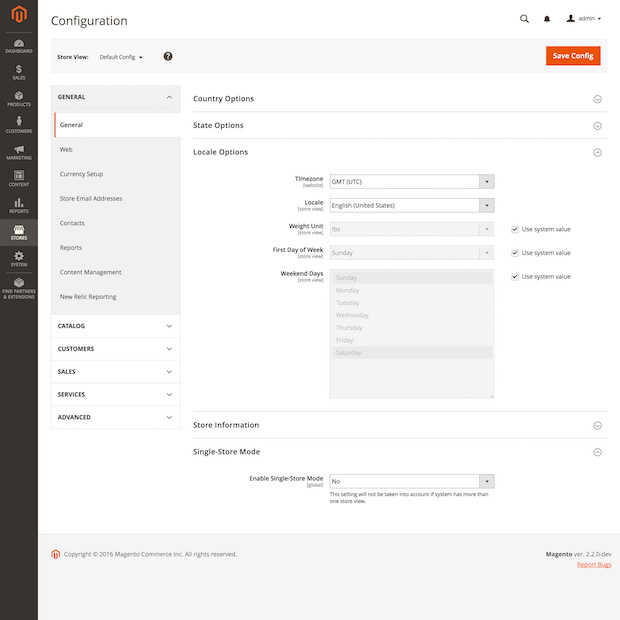 Configuration
admin
Store View: Default Config
?
Save Config
DASHBOARD
$
SALES
PRODUCTS
CUSTOMERS
MARKETING
CONTENT
REPORTS
STORES
SYSTEM
FIND PARTNERS
& EXTENSIONS
GENERAL
General
Web
Currency Setup
Store Email Addresses
Contacts
Reports
Content Management
New Relic Reporting
CATALOG
CUSTOMERS
SALES
SERVICES
ADVANCED
Country Options
State Options
Locale Options
Timezone
[website]
GMT (UTC)
Locale
[store view]
English (United States)
Weight Unit
[store view]
lbs
Use system value
First Day of Week
[store view]
Sunday
Use system value
Weekend Days
[store view]
Sunday
Monday
Tuesday
Wednesday
Thursday
Friday
Saturday
Use system value
Store Information
Single-Store Mode
Enable Single-Store Mode
[global]
No
This setting will not be taken into account if system has more than
one store view.
Copyright © 2016 Magento Commerce Inc. All rights reserved.
Magento ver. 2.2.0-dev
Report Bugs